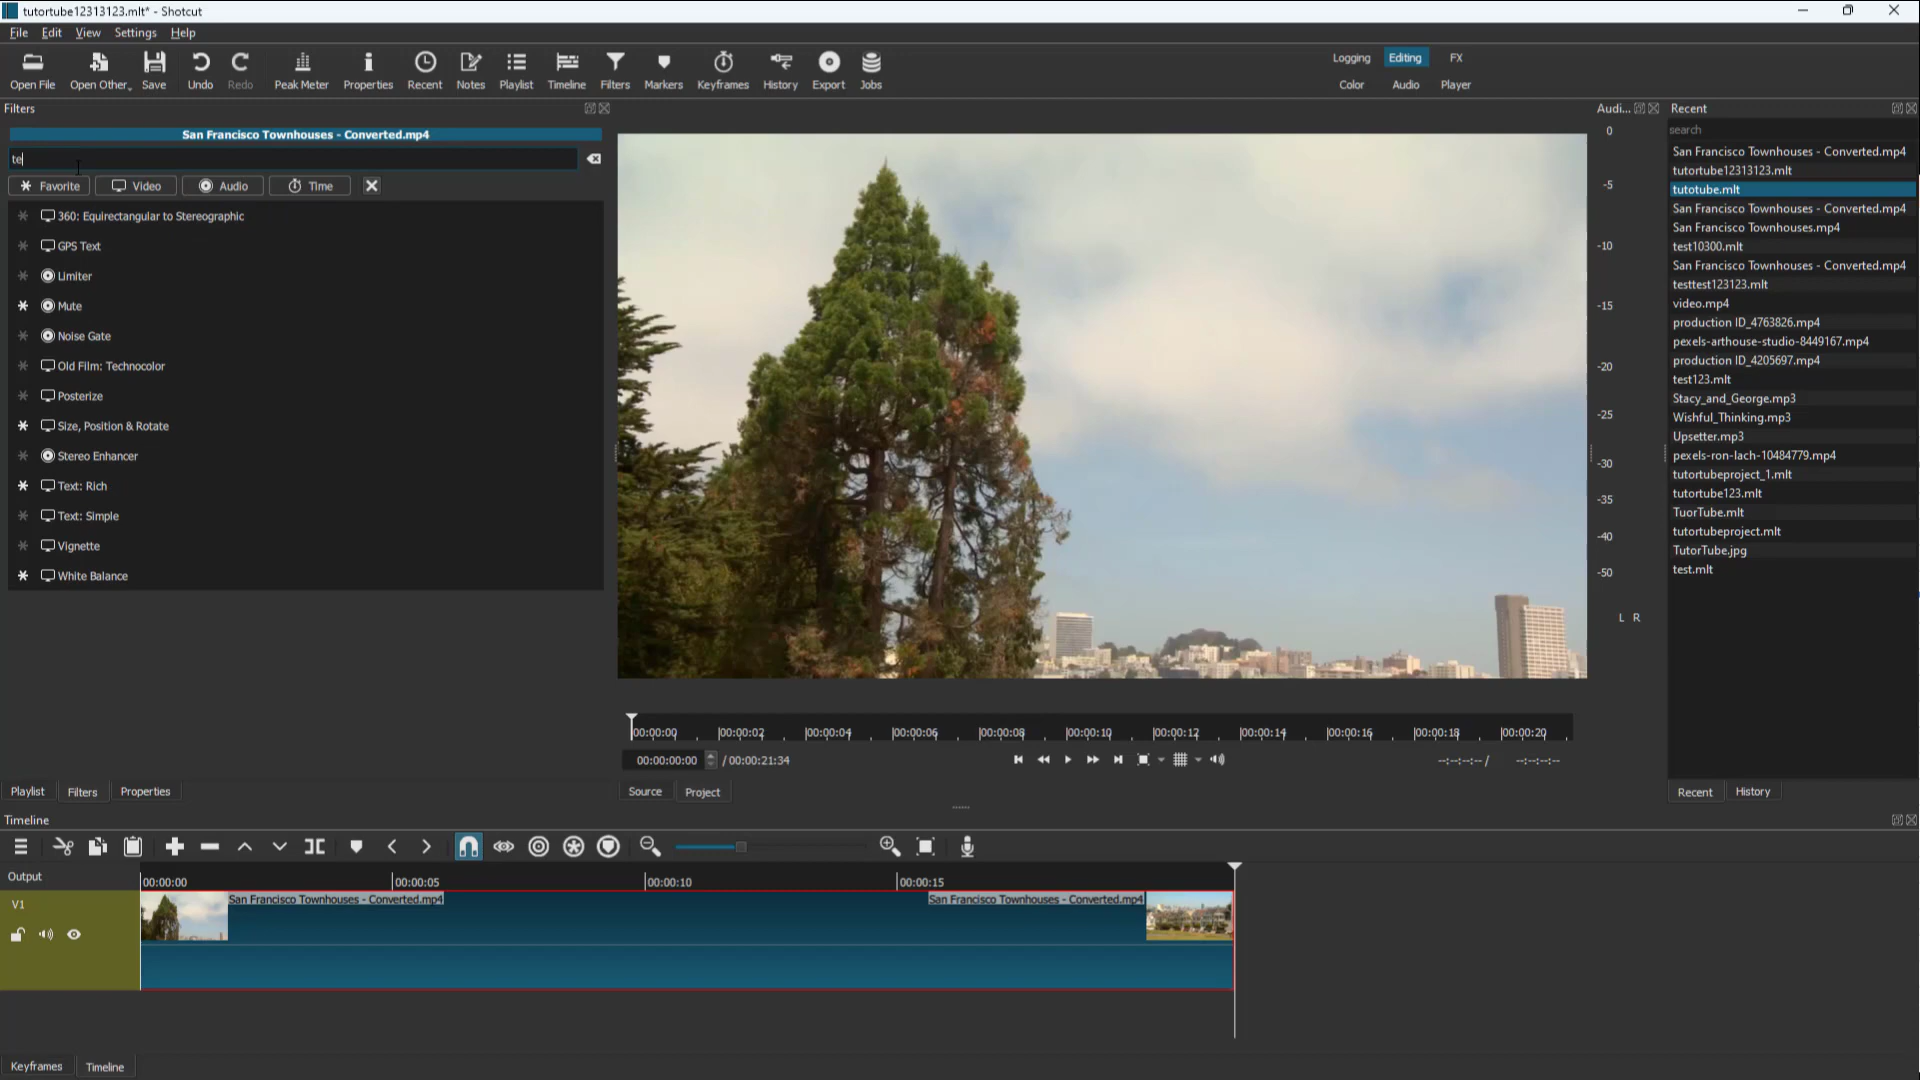 tutortube12313123.mlt* - Shotcut
File Edit View Settings Help
Open File Open Other... Save Undo Redo Peak Meter Properties Recent Notes Playlist Timeline Filters Markers Keyframes History Export Jobs
Logging Editing FX
Color Audio Player
Filters
San Francisco Townhouses - Converted.mp4
te
Favorite Video Audio Time
360: Equirectangular to Stereographic
GPS Text
Limiter
Mute
Noise Gate
Old Film: Technocolor
Posterize
Size, Position & Rotate
Stereo Enhancer
Text: Rich
Text: Simple
Vignette
White Balance
Playlist Filters Properties
00:00:00 00:00:02 00:00:04 00:00:06 00:00:08 00:00:10 00:00:12 00:00:14 00:00:16 00:00:18 00:00:20
00:00:00:00 / 00:00:21:34
--:--:--:-- / --:--:--:--
Source Project
Audi...
0
-5
-10
-15
-20
-25
-30
-35
-40
-50
L R
Recent
search
San Francisco Townhouses - Converted.mp4
tutortube12313123.mlt
tutotube.mlt
San Francisco Townhouses - Converted.mp4
San Francisco Townhouses.mp4
test10300.mlt
San Francisco Townhouses - Converted.mp4
testtest123123.mlt
video.mp4
production ID_4763826.mp4
pexels-arthouse-studio-8449167.mp4
production ID_4205697.mp4
test123.mlt
Stacy_and_George.mp3
Wishful_Thinking.mp3
Upsetter.mp3
pexels-ron-lach-10484779.mp4
tutortubeproject_1.mlt
tutortube123.mlt
TuorTube.mlt
tutortubeproject.mlt
TutorTube.jpg
test.mlt
Recent History
Timeline
Output
00:00:00 00:00:05 00:00:10 00:00:15
V1
San Francisco Townhouses - Converted.mp4 San Francisco Townhouses - Converted.mp4
Keyframes Timeline